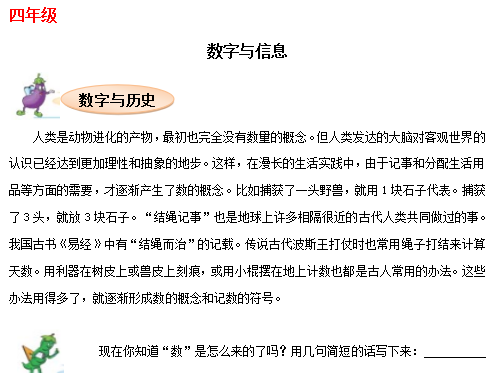 四年级
数字与信息
数字与历史
人类是动物进化的产物，最初也完全没有数量的概念。但人类发达的大脑对客观世界的
认识已经达到更加理性和抽象的地步。这样，在漫长的生活实践中，由于记事和分配生活用
品等方面的需要，才逐渐产生了数的概念。比如捕获了一头野兽，就用1块石子代表。捕获
了3头，就放3块石子。“结绳记事”也是地球上许多相隔很近的古代人类共同做过的事。
我国古书《易经》中有“结绳而治”的记载。传说古代波斯王打仗时也常用绳子打结来计算
天数。用利器在树皮上或兽皮上刻痕，或用小棍摆在地上计数也都是古人常用的办法。这些
办法用得多了，就逐渐形成数的概念和记数的符号。
现在你知道“数”是怎么来的了吗？用几句简短的话写下来：__________